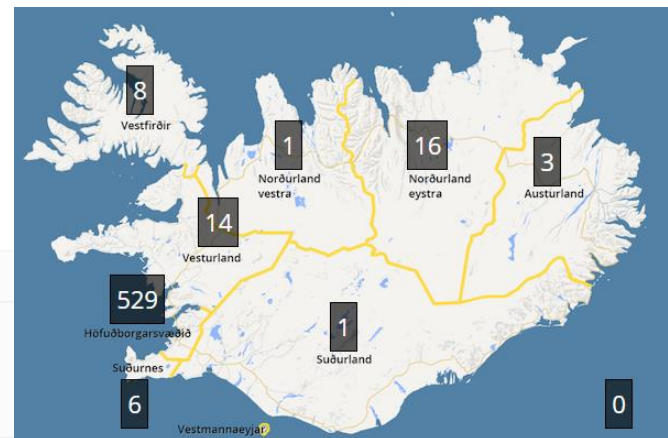 8
Vestfirðir
1
Norðurland
vestra
16
Norðurland
eystra
3
Austurland
14
Vesturland
529
Höfuðborgarsvæðið
1
Suðurland
Suðurnes
6
Vestmannaeyjar
0